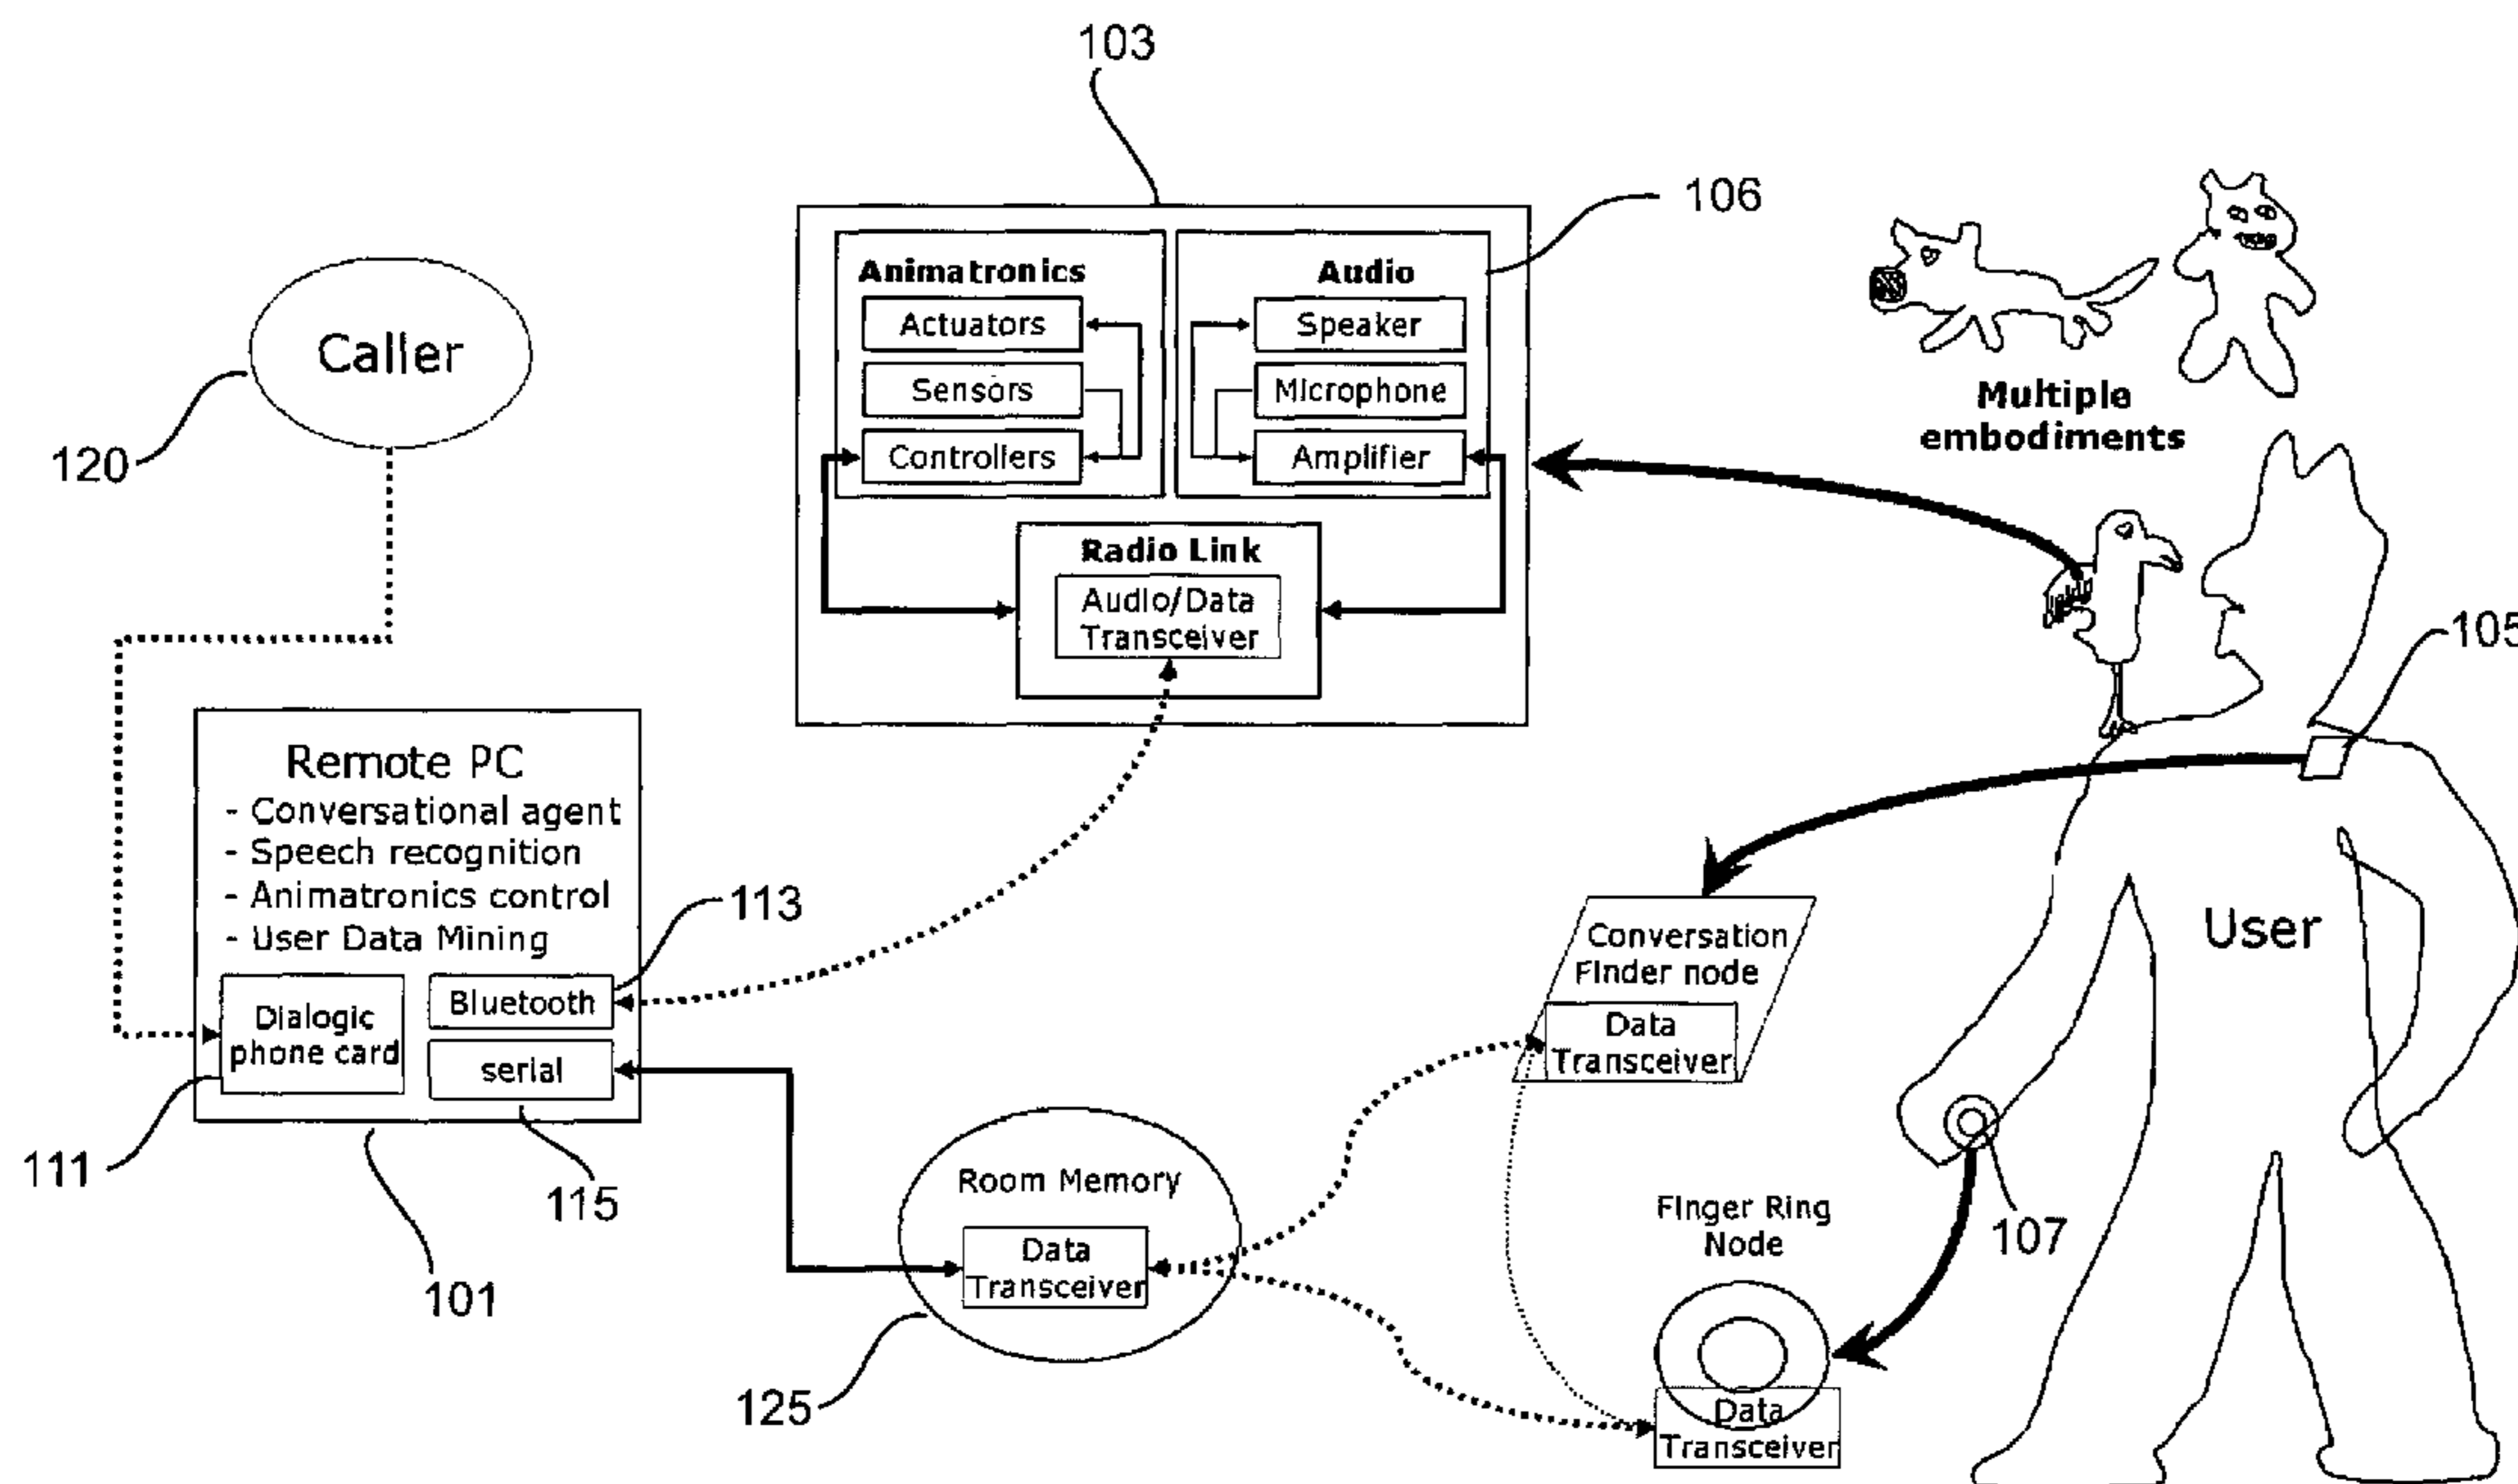 103
106
Animatronics
Actuators
Sensors
Controllers
Audio
Speaker
Microphone
Amplifier
Radio Link
Audio/Data
Transceiver
Multiple
embodiments
Caller
120
105
Remote PC
- Conversational agent
- Speech recognition
- Animatronics control
- User Data Mining
Dialogic
phone card
Bluetooth
serial
113
111
115
101
Conversation
Finder node
Data
Transceiver
User
Room Memory
Data
Transceiver
125
Finger Ring
Node
107
Data
Transceiver